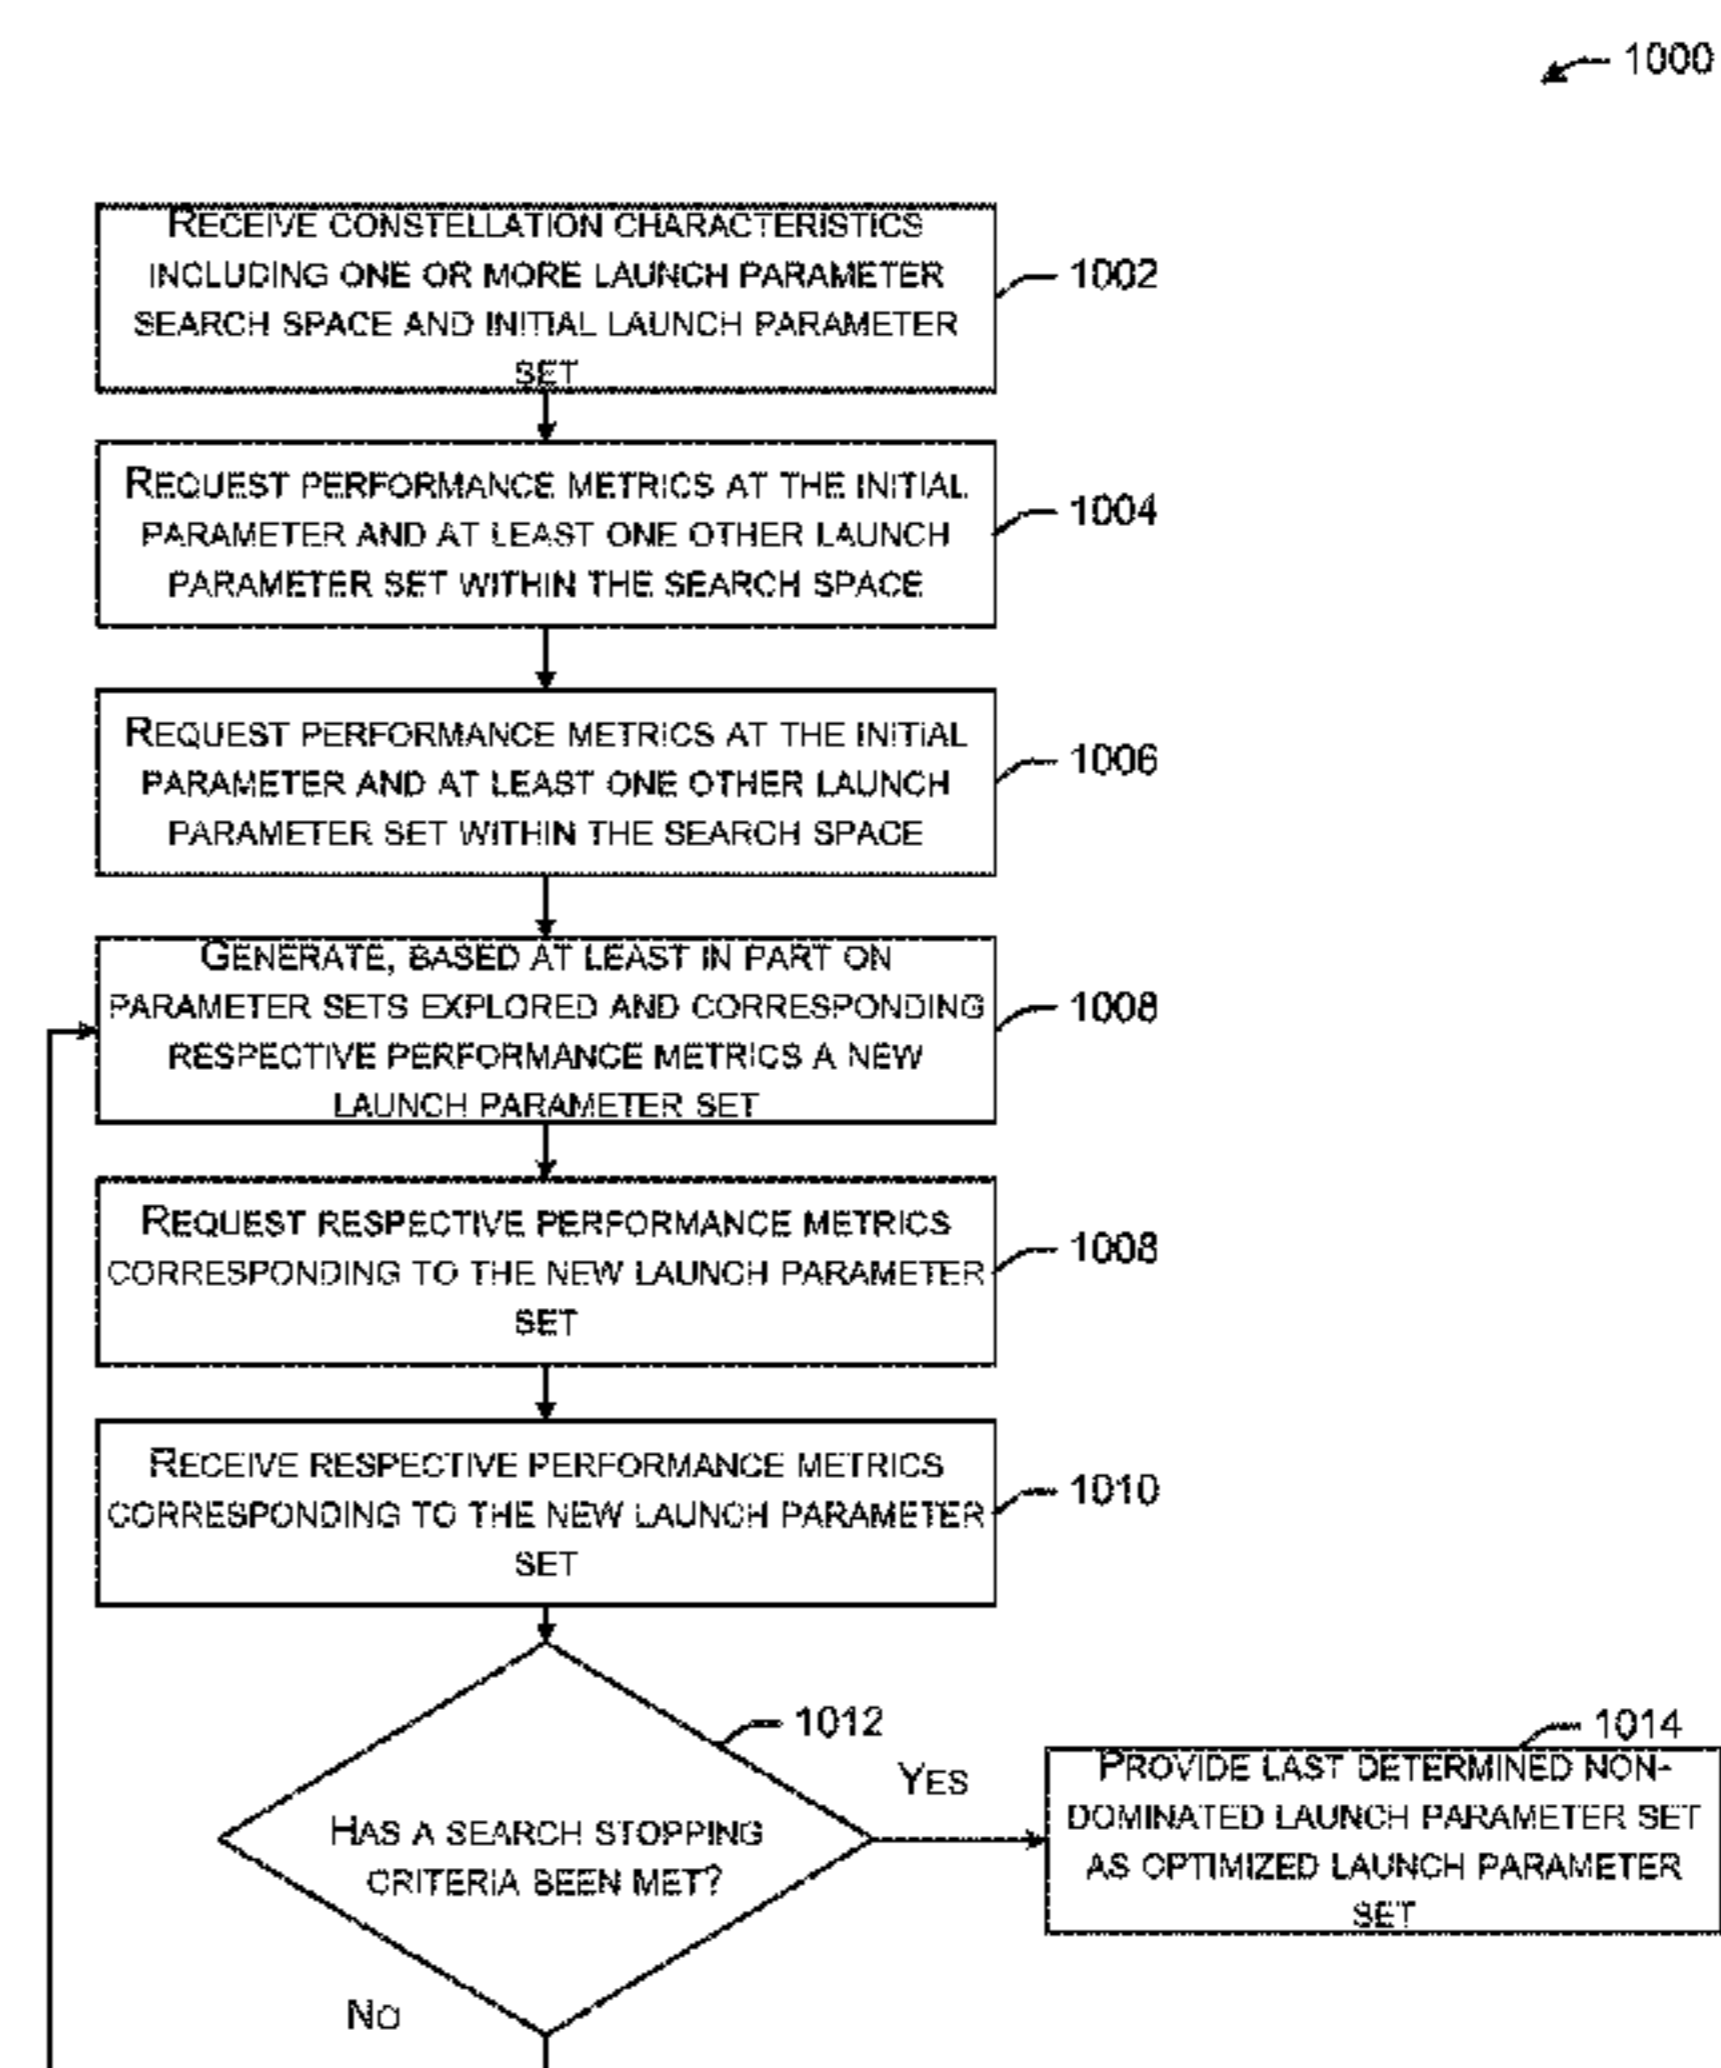 1000
Receive constellation characteristics
including one or more launch parameter
search space and initial launch parameter
set
1002
Request performance metrics at the initial
parameter and at least one other launch
parameter set within the search space
1004
Request performance metrics at the initial
parameter and at least one other launch
parameter set within the search space
1006
Generate, based at least in part on
parameter sets explored and corresponding
respective performance metrics a new
launch parameter set
1008
Request respective performance metrics
corresponding to the new launch parameter
set
1008
Receive respective performance metrics
corresponding to the new launch parameter
set
1010
Has a search stopping
criteria been met?
1012
Yes
No
1014
Provide last determined non-
dominated launch parameter set
as optimized launch parameter
set